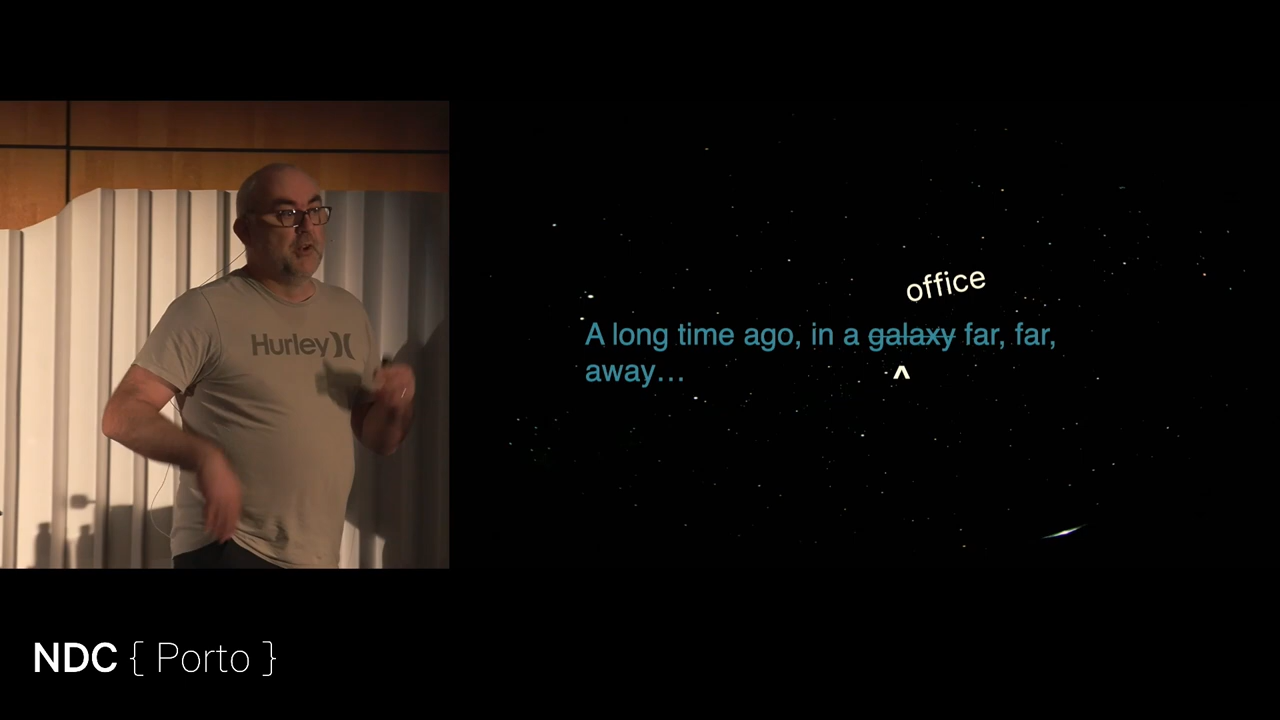 Hurley
office
A long time ago, in a galaxy far, far,
^
away…
NDC { Porto }